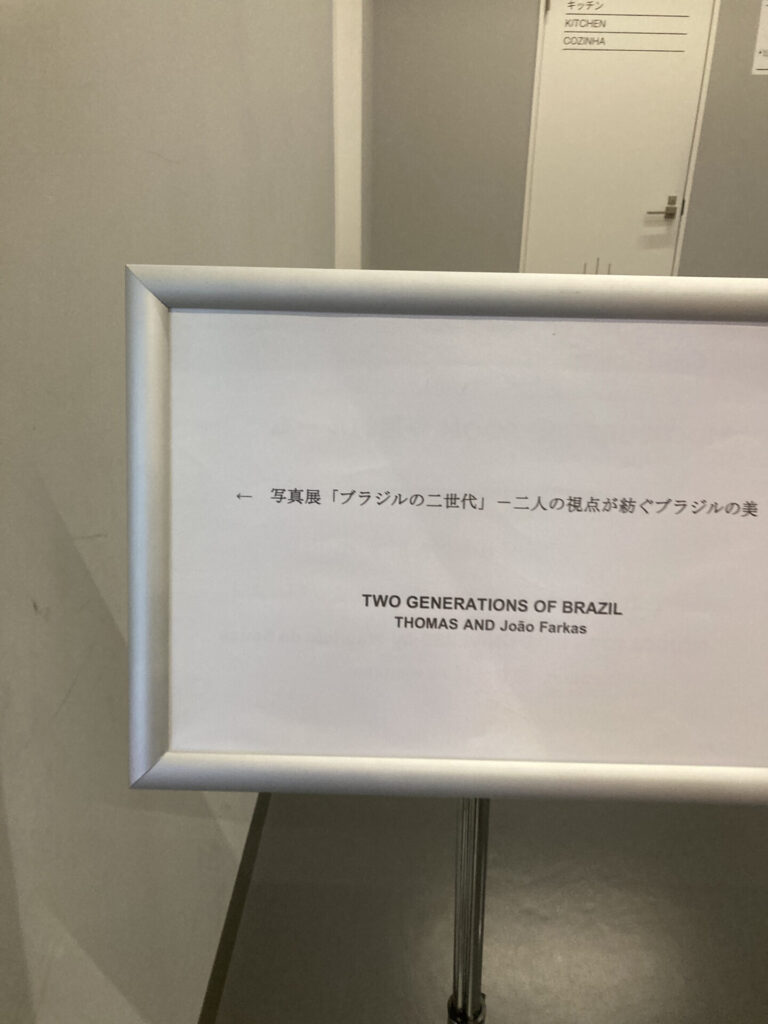 キッチン
KITCHEN
COZINHA
← 写真展「ブラジルの二世代」－二人の視点が紡ぐブラジルの美
TWO GENERATIONS OF BRAZIL
THOMAS AND João Farkas